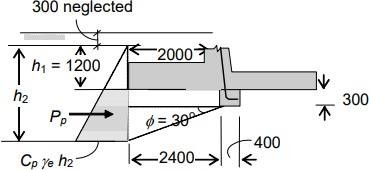 300 neglected
2000
h₁ = 1200
h₂
300
Pₚ
ϕ = 30°
400
2400
Cₚ γₑ h₂